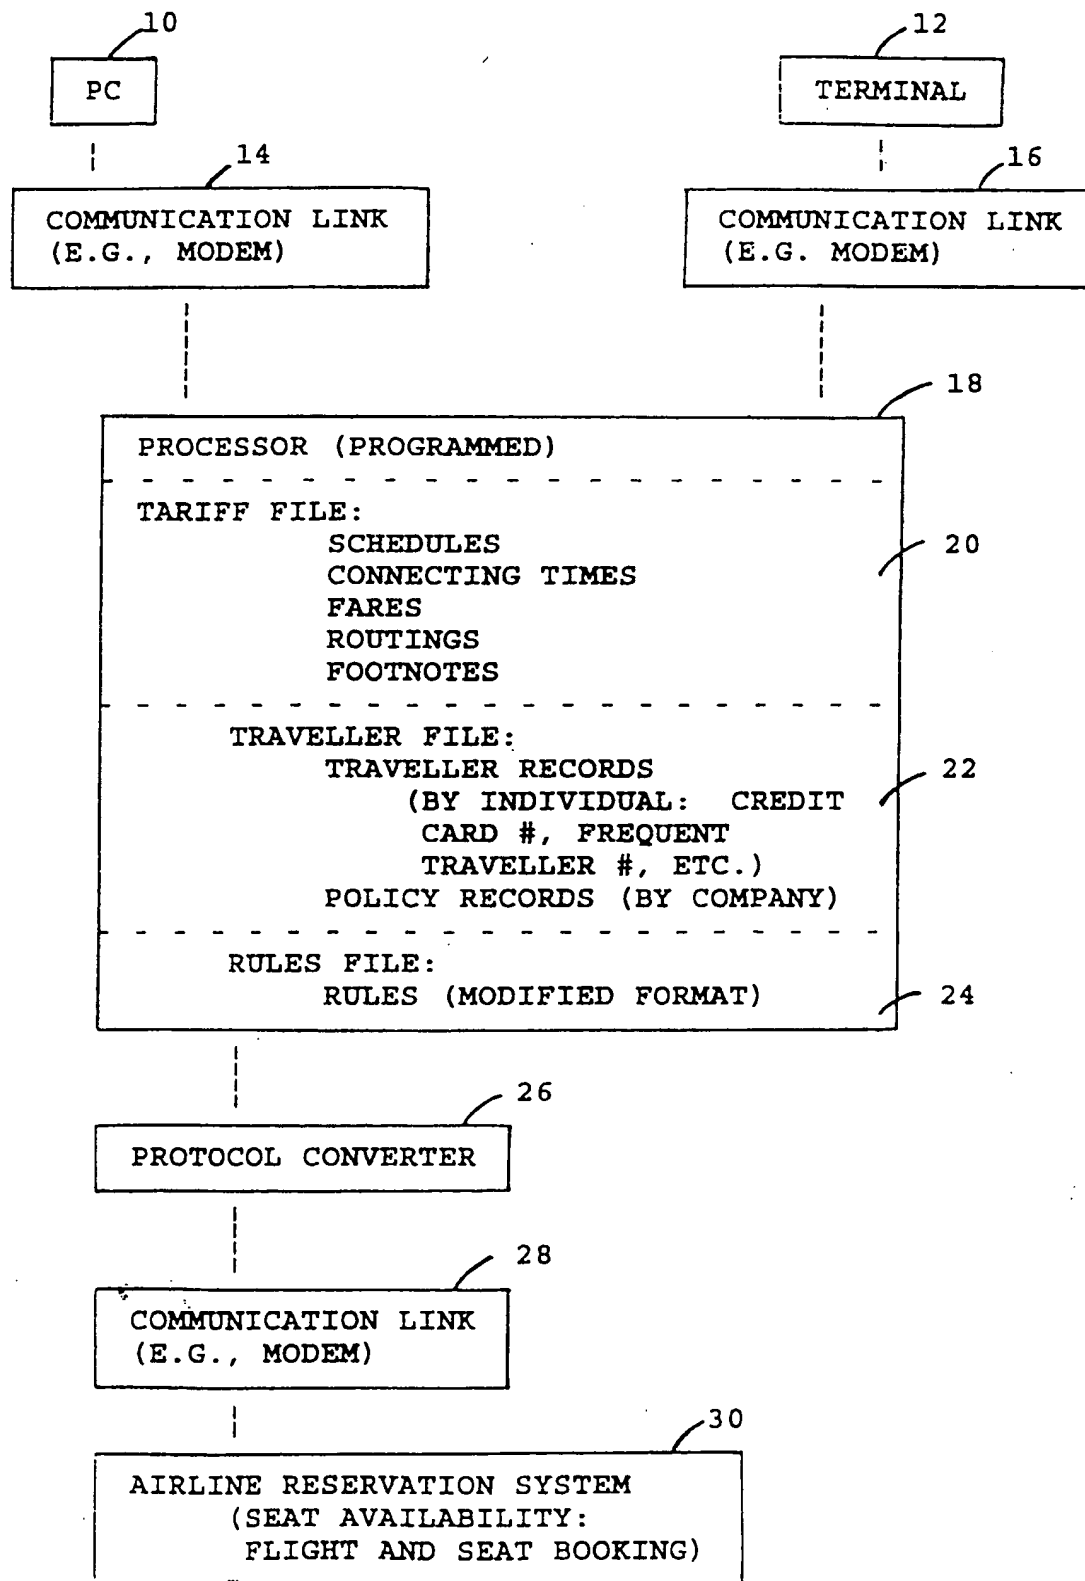 10
12
PC
TERMINAL
14
16
COMMUNICATION LINK
(E.G., MODEM)
COMMUNICATION LINK
(E.G. MODEM)
18
PROCESSOR (PROGRAMMED)
TARIFF FILE:
SCHEDULES
20
CONNECTING TIMES
FARES
ROUTINGS
FOOTNOTES
TRAVELLER FILE:
TRAVELLER RECORDS
22
(BY INDIVIDUAL: CREDIT
CARD #, FREQUENT
TRAVELLER #, ETC.)
POLICY RECORDS (BY COMPANY)
RULES FILE:
RULES (MODIFIED FORMAT)
24
26
PROTOCOL CONVERTER
28
COMMUNICATION LINK
(E.G., MODEM)
30
AIRLINE RESERVATION SYSTEM
(SEAT AVAILABILITY:
FLIGHT AND SEAT BOOKING)